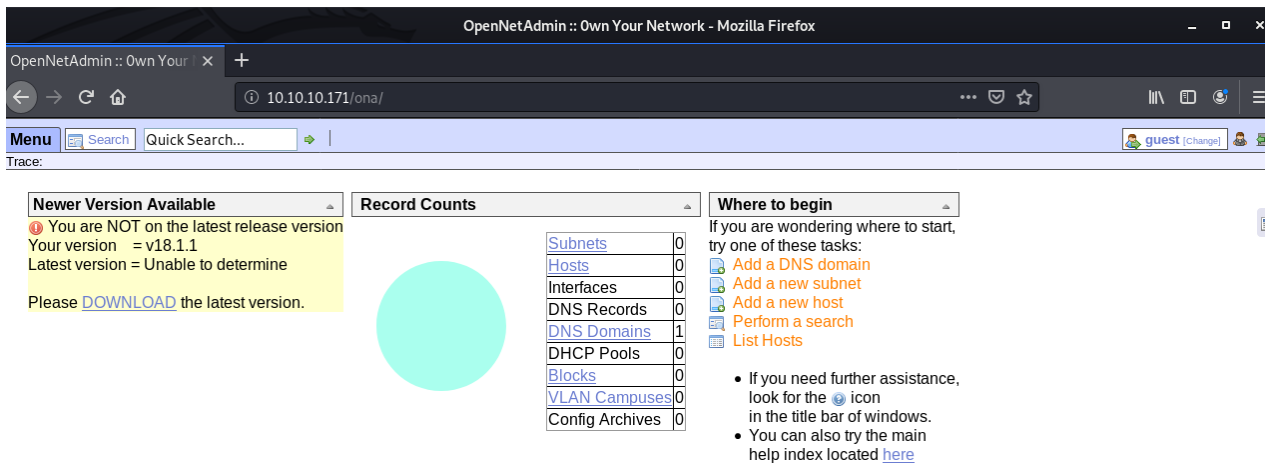 OpenNetAdmin :: 0wn Your Network - Mozilla Firefox
OpenNetAdmin :: 0wn Your
10.10.10.171/ona/
Menu Search Quick Search... guest [Change]
Trace:
Newer Version Available
You are NOT on the latest release version
Your version = v18.1.1
Latest version = Unable to determine
Please DOWNLOAD the latest version.
Record Counts
Subnets 0
Hosts 0
Interfaces 0
DNS Records 0
DNS Domains 1
DHCP Pools 0
Blocks 0
VLAN Campuses 0
Config Archives 0
Where to begin
If you are wondering where to start,
try one of these tasks:
Add a DNS domain
Add a new subnet
Add a new host
Perform a search
List Hosts
• If you need further assistance,
look for the icon
in the title bar of windows.
• You can also try the main
help index located here